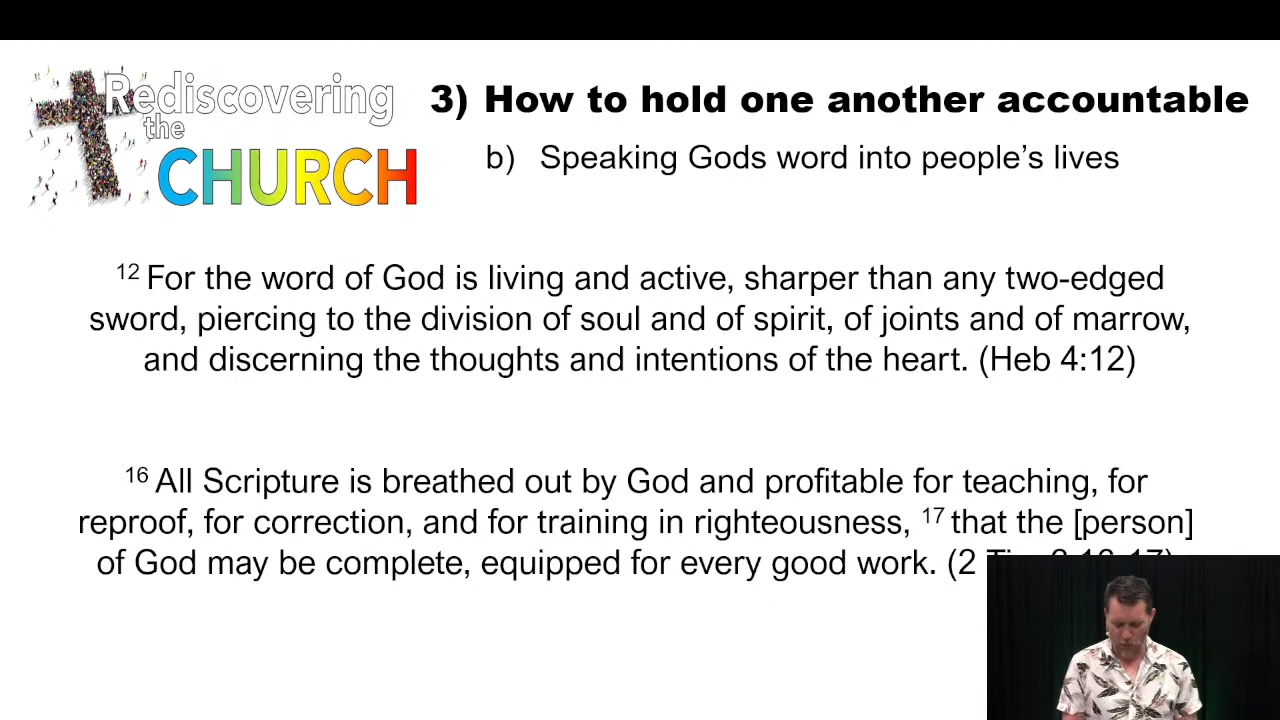 Rediscovering
the
CHURCH
3) How to hold one another accountable
b) Speaking Gods word into people’s lives
12 For the word of God is living and active, sharper than any two-edged
sword, piercing to the division of soul and of spirit, of joints and of marrow,
and discerning the thoughts and intentions of the heart. (Heb 4:12)
16 All Scripture is breathed out by God and profitable for teaching, for
reproof, for correction, and for training in righteousness, 17 that the [person]
of God may be complete, equipped for every good work. (2